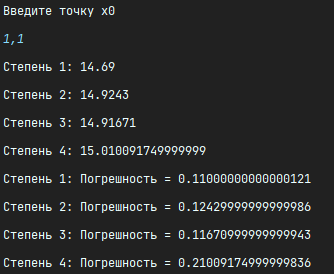 Введите точку x0
1,1
Степень 1: 14.69
Степень 2: 14.9243
Степень 3: 14.91671
Степень 4: 15.010091749999999
Степень 1: Погрешность = 0.11000000000000121
Степень 2: Погрешность = 0.12429999999999986
Степень 3: Погрешность = 0.11670999999999943
Степень 4: Погрешность = 0.21009174999999836